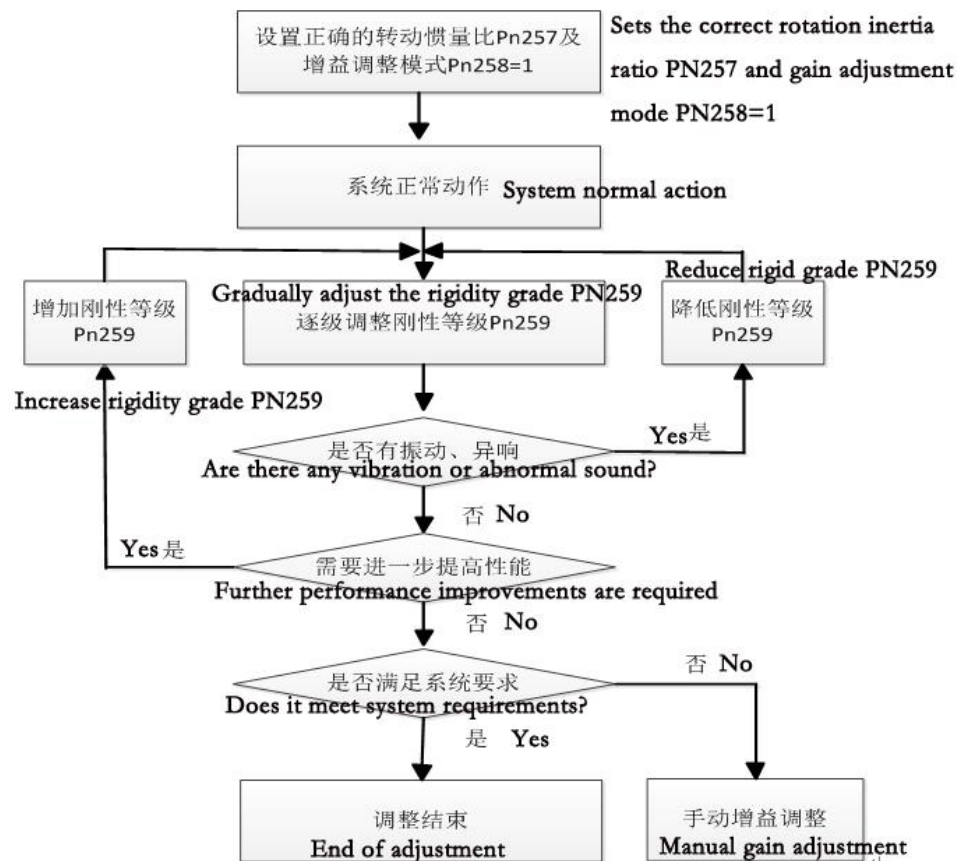 设置正确的转动惯量比Pn257及
增益调整模式Pn258=1
Sets the correct rotation inertia
ratio PN257 and gain adjustment
mode PN258=1
系统正常动作
System normal action
Reduce rigid grade PN259
增加刚性等级
Pn259
Gradually adjust the rigidity grade PN259
逐级调整刚性等级Pn259
降低刚性等级
Pn259
Increase rigidity grade PN259
是否有振动、异响
Yes是
Are there any vibration or abnormal sound?
否 No
Yes是
需要进一步提高性能
Further performance improvements are required
否 No
否 No
是否满足系统要求
Does it meet system requirements?
是 Yes
调整结束
End of adjustment
手动增益调整
Manual gain adjustment